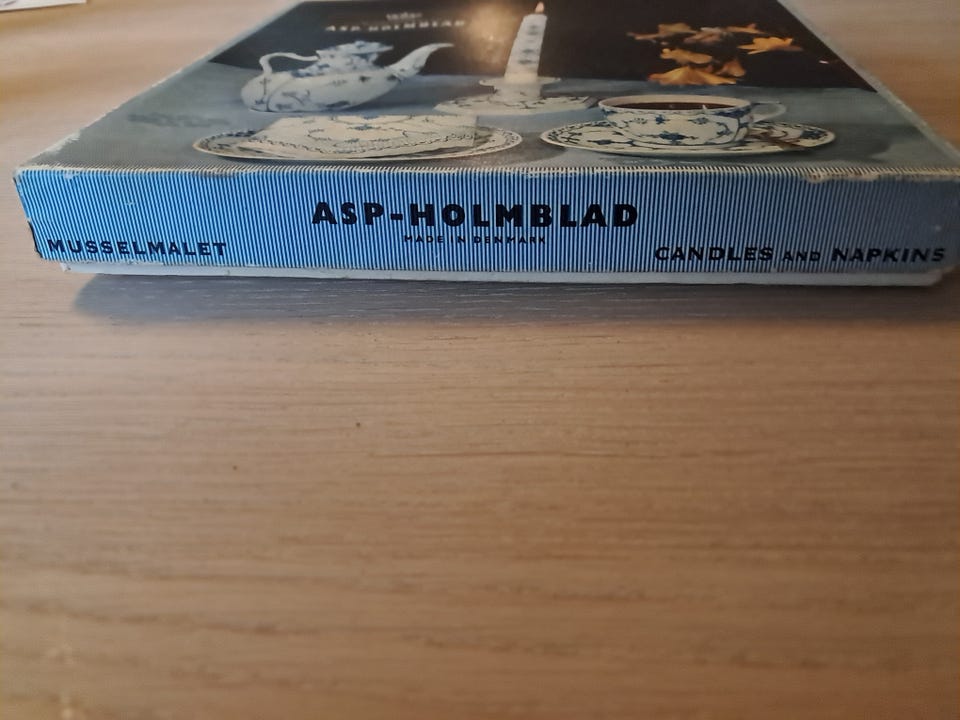 ASP-HOLMBLAD
ASP-HOLMBLAD
MADE IN DENMARK
MUSSELMALET
CANDLES AND NAPKINS